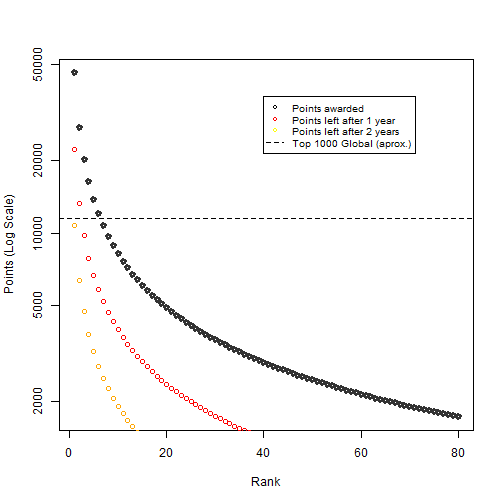 50000
20000
10000
5000
2000
Points (Log Scale)
Points awarded
Points left after 1 year
Points left after 2 years
Top 1000 Global (aprox.)
0 20 40 60 80
Rank